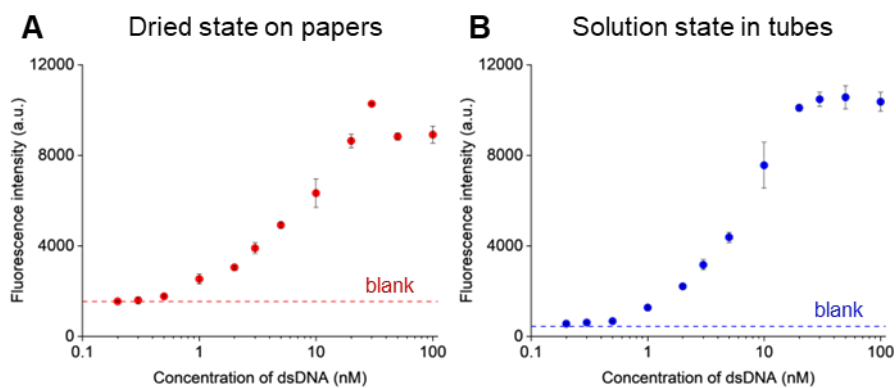 A Dried state on papers
12000
8000
4000
0
Fluorescence intensity (a.u.)
blank
0.1 1 10 100
Concentration of dsDNA (nM)
B Solution state in tubes
12000
8000
4000
0
Fluorescence intensity (a.u.)
blank
0.1 1 10 100
Concentration of dsDNA (nM)